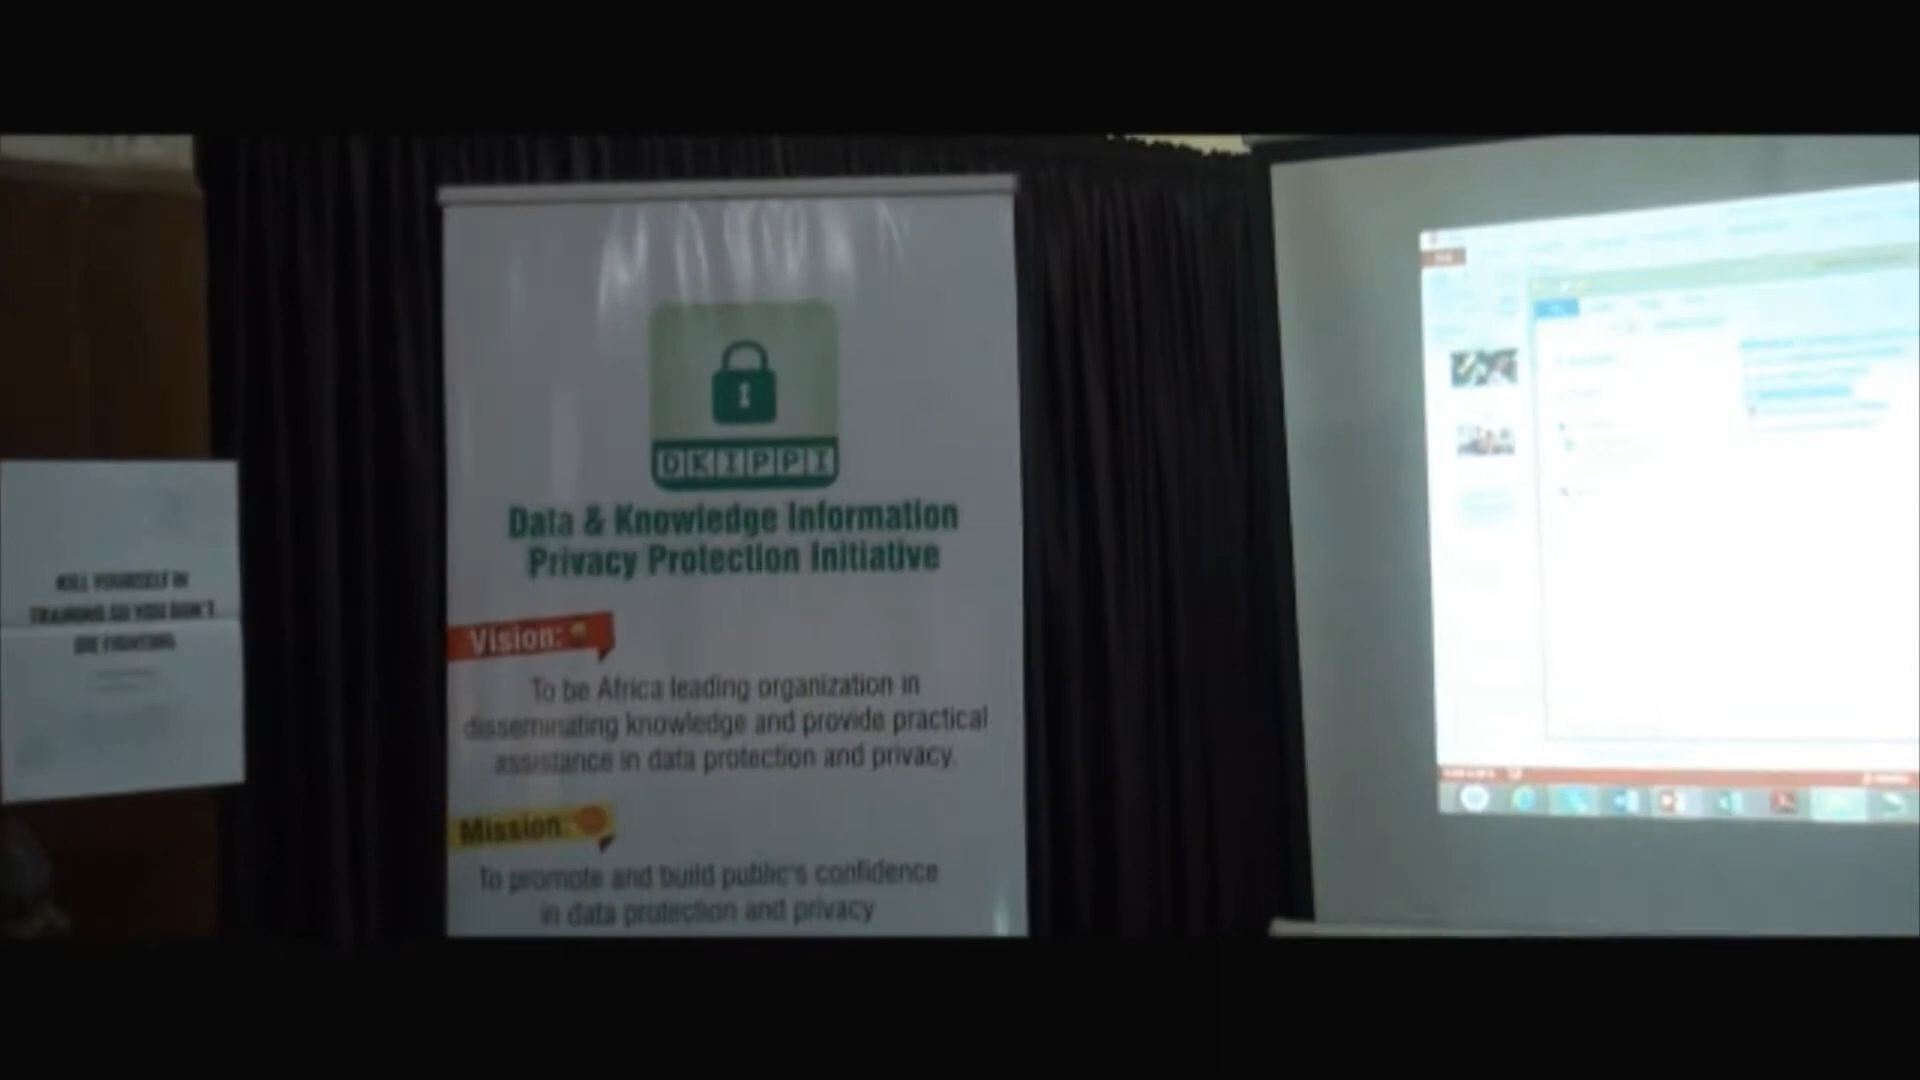 KILL YOURSELF IN
TRAINING SO YOU DON'T
DIE FIGHTING
DKIPPI
Data & Knowledge Information
Privacy Protection Initiative
Vision:
To be Africa leading organization in
disseminating knowledge and provide practical
assistance in data protection and privacy.
Mission:
To promote and build public's confidence
in data protection and privacy